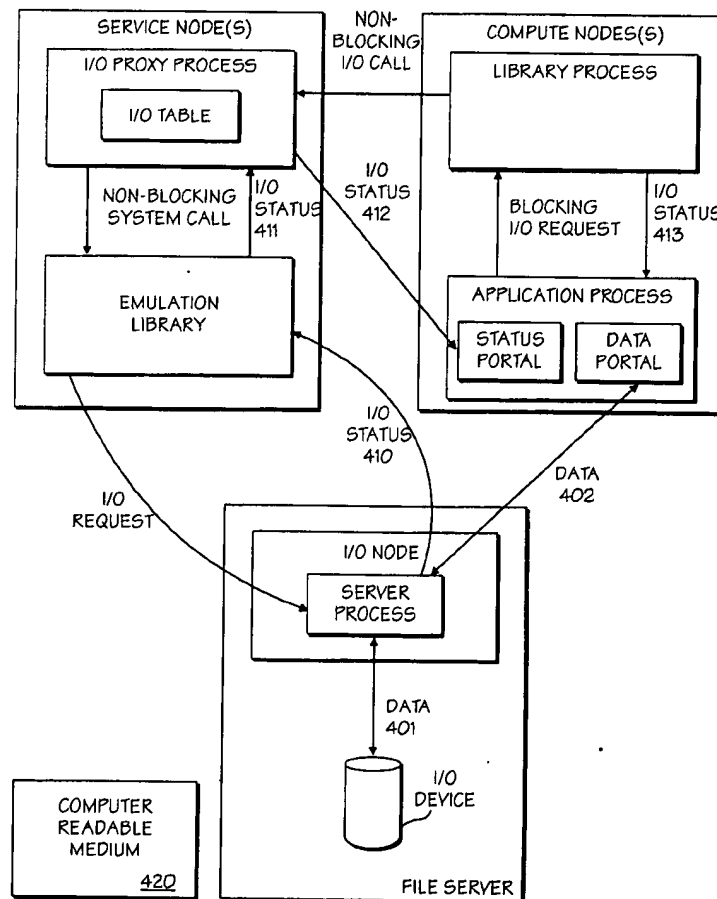 SERVICE NODE(S)
I/O PROXY PROCESS
I/O TABLE
NON-BLOCKING
SYSTEM CALL
I/O
STATUS
411
EMULATION
LIBRARY
NON-
BLOCKING
I/O CALL
I/O
STATUS
412
COMPUTE NODES(S)
LIBRARY PROCESS
BLOCKING
I/O REQUEST
I/O
STATUS
413
APPLICATION PROCESS
STATUS
PORTAL
DATA
PORTAL
I/O
STATUS
410
I/O
REQUEST
DATA
402
I/O NODE
SERVER
PROCESS
DATA
401
I/O
DEVICE
FILE SERVER
COMPUTER
READABLE
MEDIUM
420